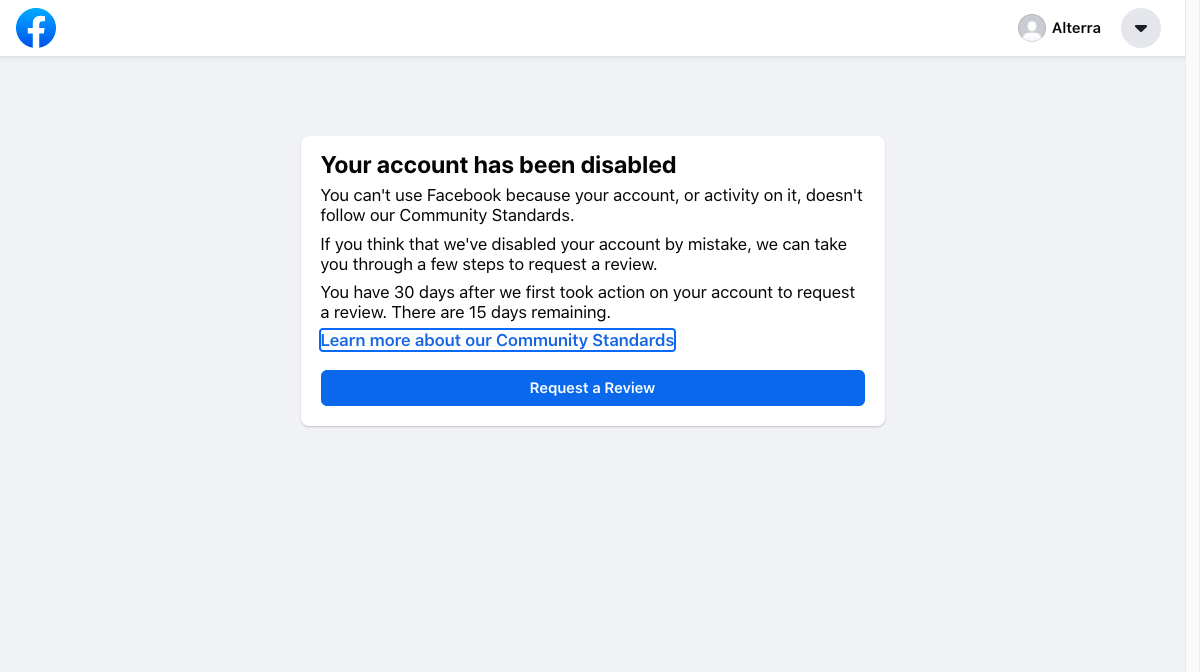 Alterra
Your account has been disabled
You can't use Facebook because your account, or activity on it, doesn't
follow our Community Standards.
If you think that we've disabled your account by mistake, we can take
you through a few steps to request a review.
You have 30 days after we first took action on your account to request
a review. There are 15 days remaining.
Learn more about our Community Standards
Request a Review